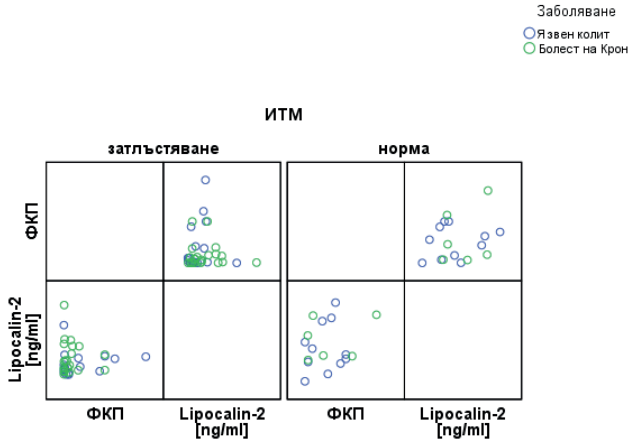 Заболяване
Язвен колит
Болест на Крон
ИТМ
затлъстяване
норма
ФКП
Lipocalin-2
[ng/ml]
ФКП
Lipocalin-2
[ng/ml]
ФКП
Lipocalin-2
[ng/ml]